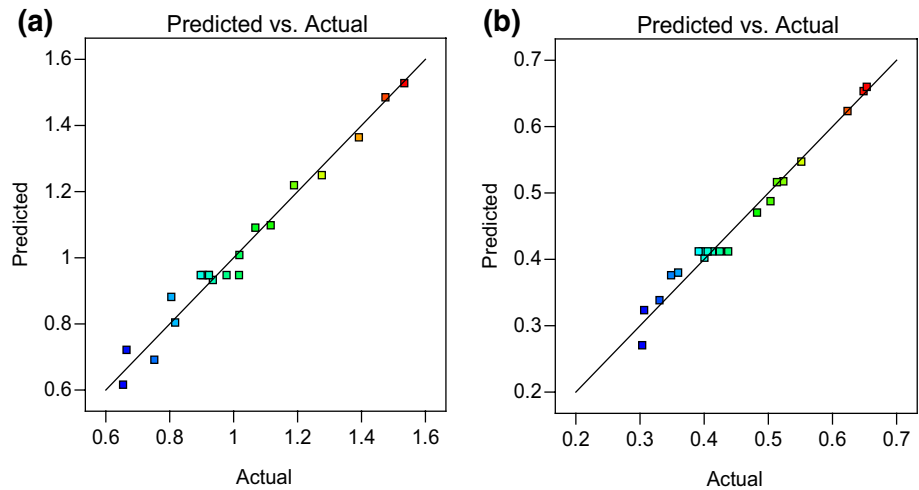 (a)
Predicted vs. Actual
1.6
1.4
1.2
1
0.8
0.6
Predicted
0.6 0.8 1 1.2 1.4 1.6
Actual
(b)
Predicted vs. Actual
0.7
0.6
0.5
0.4
0.3
0.2
Predicted
0.2 0.3 0.4 0.5 0.6 0.7
Actual